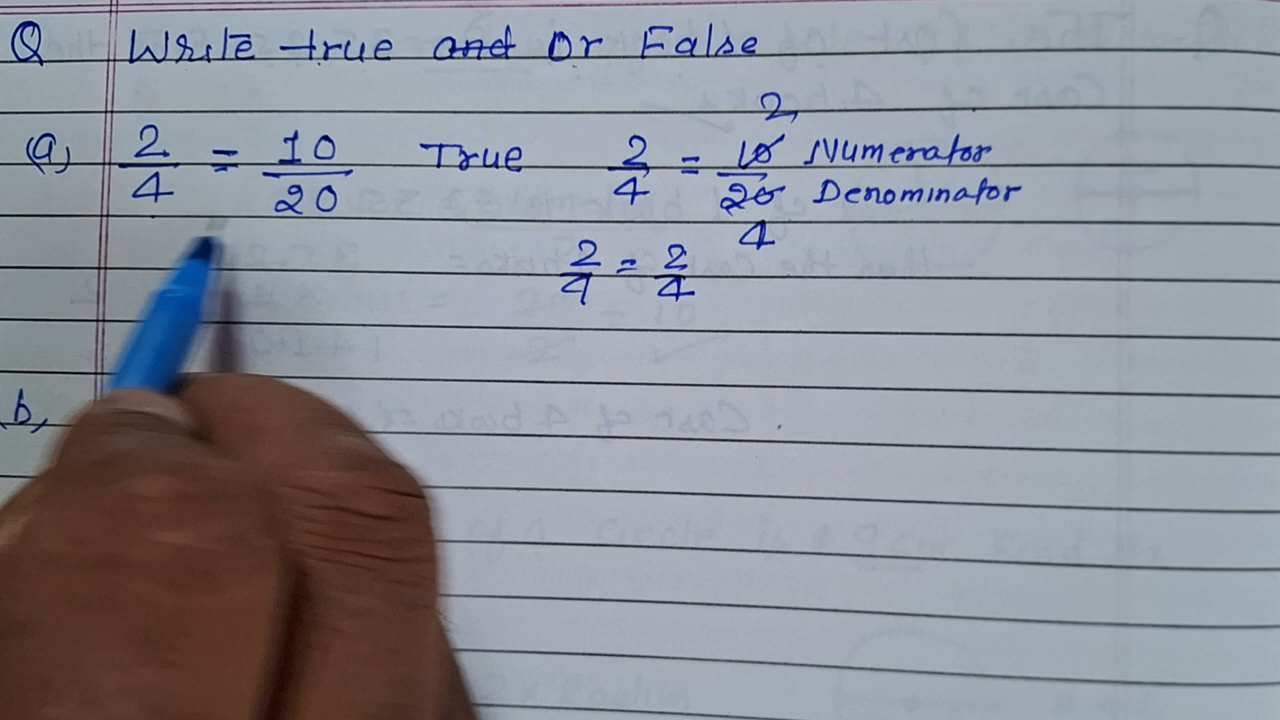 Q Write true and or False
(a) 2/4 = 10/20 True 2/4 = 10/20 Numerator Denominator
2
4
2/4 = 2/4
b,